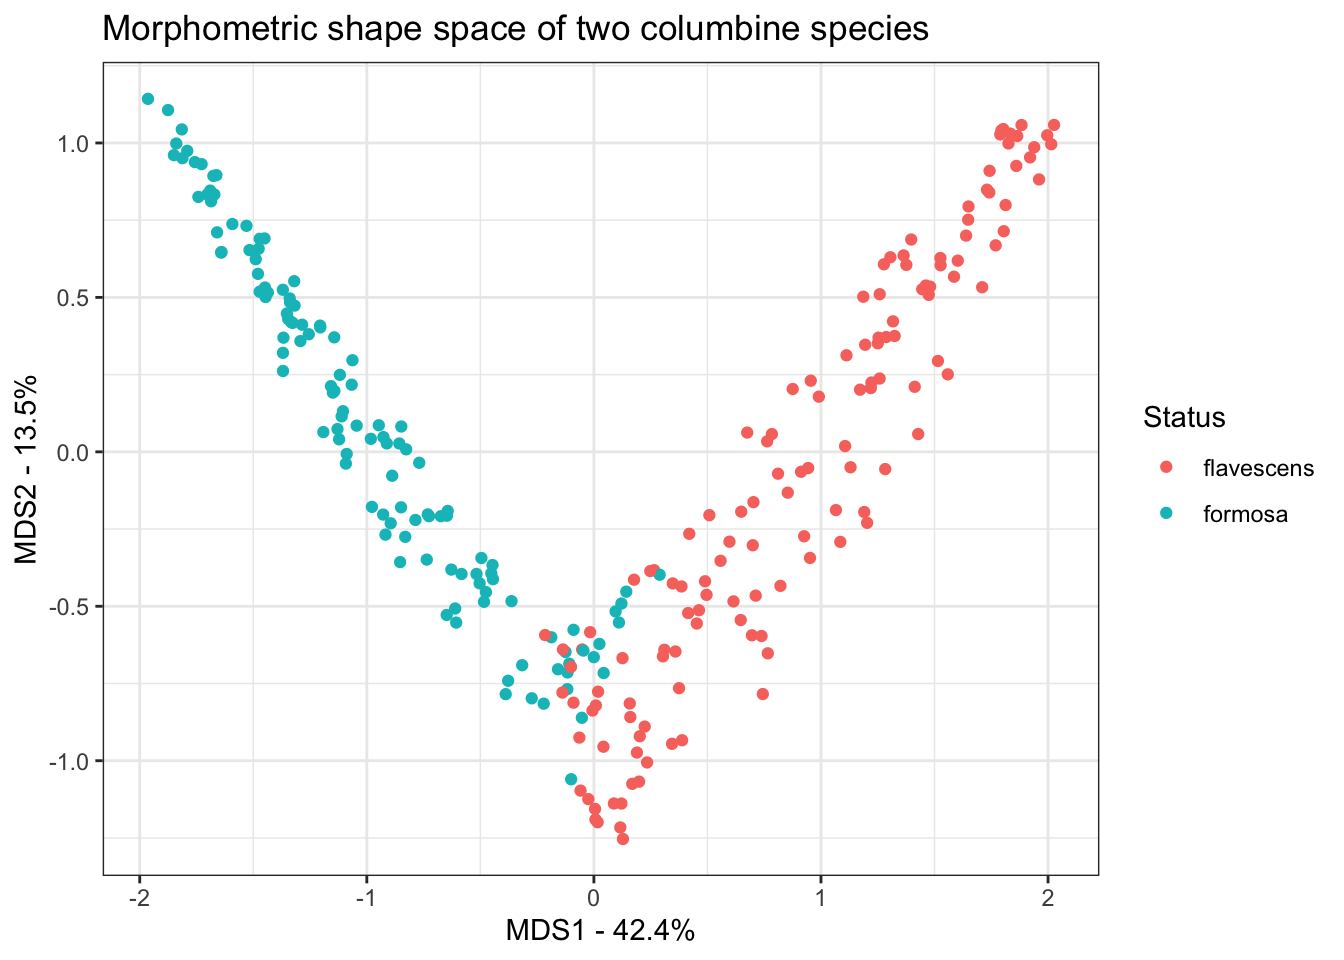 Morphometric shape space of two columbine species
MDS2 - 13.5%
1.0
0.5
0.0
-0.5
-1.0
-2
-1
0
1
2
MDS1 - 42.4%
Status
flavescens
formosa